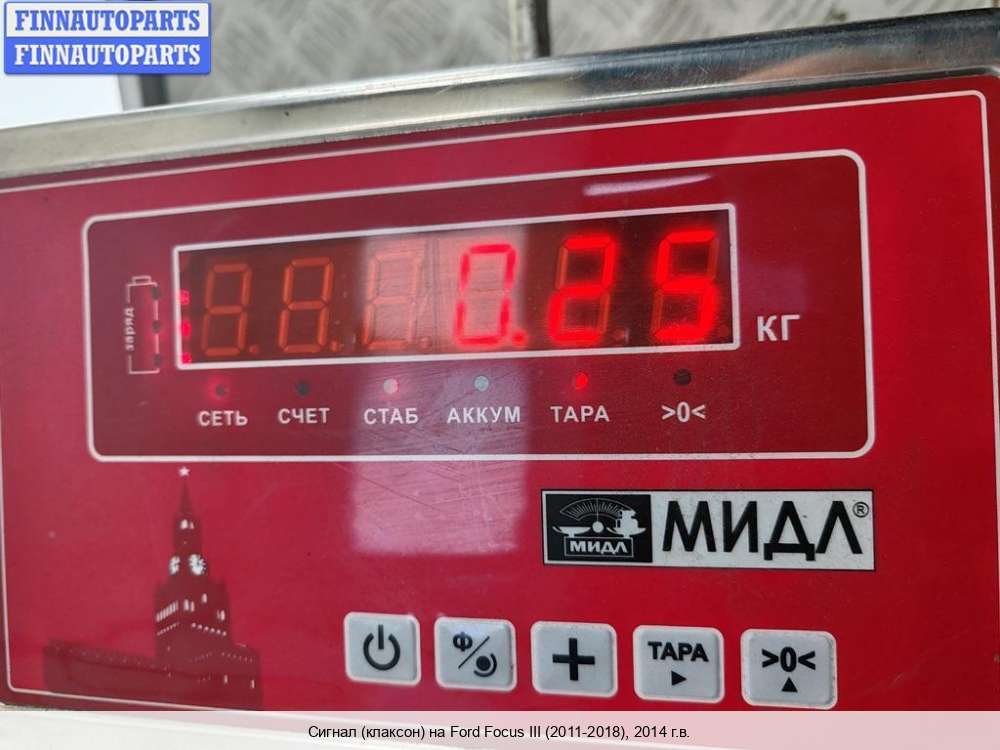 FINNAUTOPARTS
FINNAUTOPARTS
0.25
заряд
КГ
СЕТЬ СЧЕТ СТАБ АККУМ ТАРА >0<
МИДЛ МИДЛ®
Ф ТАРА >0<
Сигнал (клаксон) на Ford Focus III (2011-2018), 2014 г.в.